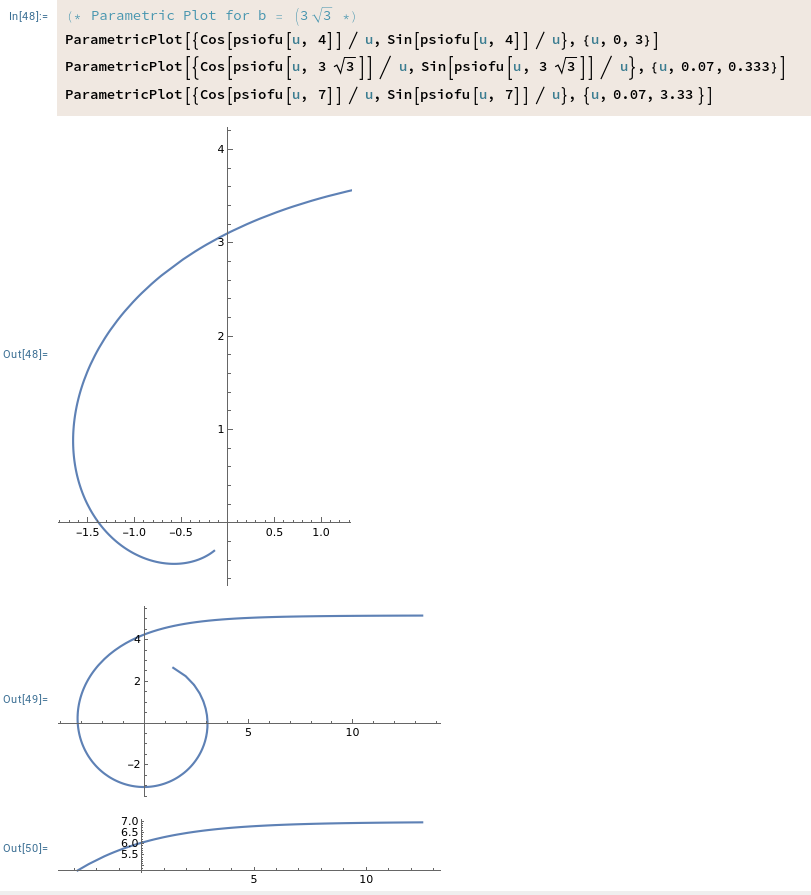 In[48]:= (* Parametric Plot for b = (3 √3 *)
ParametricPlot[{Cos[psiofu[u, 4]] / u, Sin[psiofu[u, 4]] / u}, {u, 0, 3}]
ParametricPlot[{Cos[psiofu[u, 3 √3]] / u, Sin[psiofu[u, 3 √3]] / u}, {u, 0.07, 0.333}]
ParametricPlot[{Cos[psiofu[u, 7]] / u, Sin[psiofu[u, 7]] / u}, {u, 0.07, 3.33 }]
4
3
Out[48]=
2
1
−1.5 −1.0 −0.5 0.5 1.0
4
2
Out[49]=
5 10
−2
7.0
6.5
6.0
Out[50]=
5.5
5 10